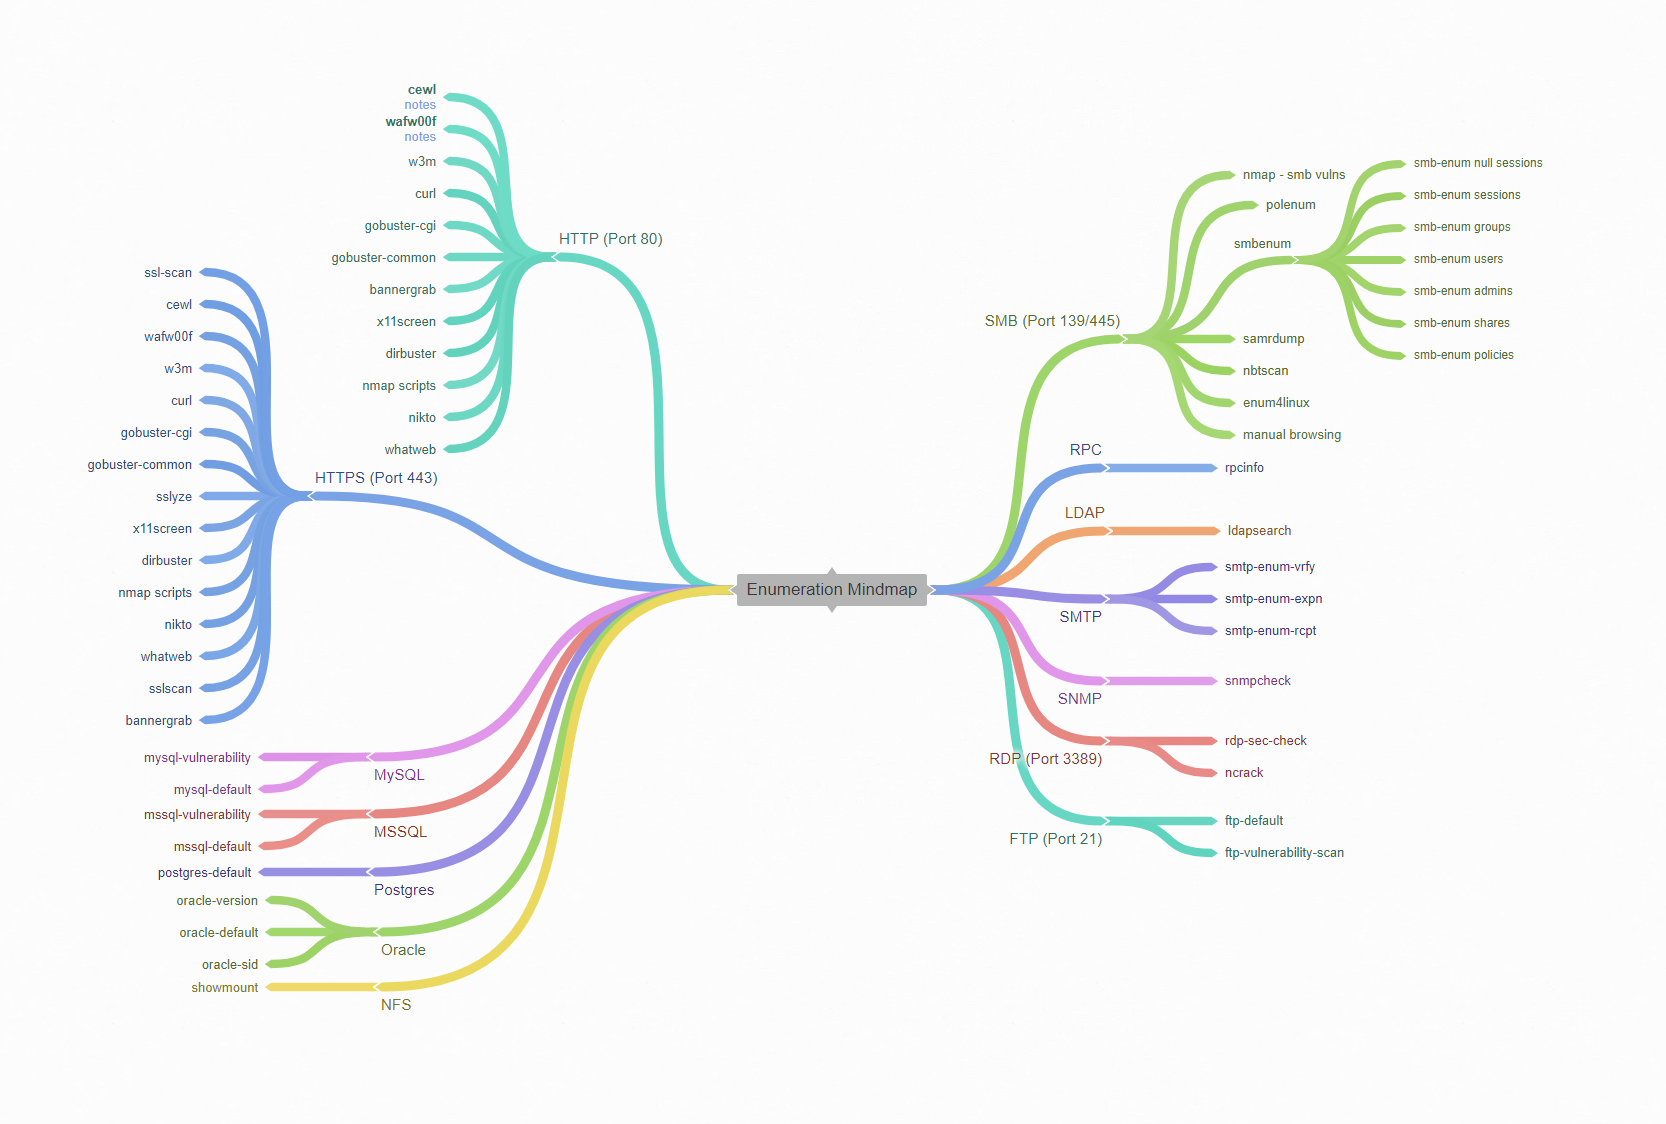 Enumeration Mindmap
HTTP (Port 80)
cewl
notes
wafw00f
notes
w3m
curl
gobuster-cgi
gobuster-common
bannergrab
x11screen
dirbuster
nmap scripts
nikto
whatweb
HTTPS (Port 443)
ssl-scan
cewl
wafw00f
w3m
curl
gobuster-cgi
gobuster-common
sslyze
x11screen
dirbuster
nmap scripts
nikto
whatweb
sslscan
bannergrab
MySQL
mysql-vulnerability
mysql-default
MSSQL
mssql-vulnerability
mssql-default
Postgres
postgres-default
Oracle
oracle-version
oracle-default
oracle-sid
NFS
showmount
SMB (Port 139/445)
nmap - smb vulns
polenum
smbenum
smb-enum null sessions
smb-enum sessions
smb-enum groups
smb-enum users
smb-enum admins
smb-enum shares
smb-enum policies
samrdump
nbtscan
enum4linux
manual browsing
RPC
rpcinfo
LDAP
ldapsearch
SMTP
smtp-enum-vrfy
smtp-enum-expn
smtp-enum-rcpt
SNMP
snmpcheck
RDP (Port 3389)
rdp-sec-check
ncrack
FTP (Port 21)
ftp-default
ftp-vulnerability-scan